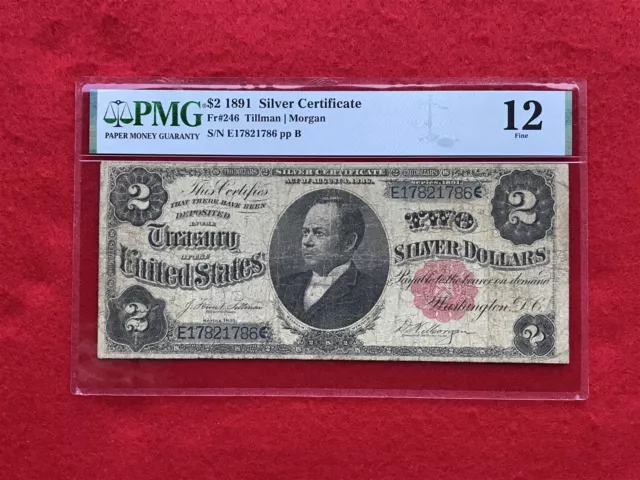 PMG
PAPER MONEY GUARANTY
$2 1891 Silver Certificate
Fr#246 Tillman | Morgan
S/N E17821786 pp B
12
Fine
2
SILVER CERTIFICATE
SERIES 1891
E17821786
2
This Certifies
THAT THERE HAVE BEEN
DEPOSITED
IN THE
Treasury
OF THE
United States
TWO
SILVER DOLLARS
Payable to the bearer on demand
Washington D.C.
2
E17821786
2